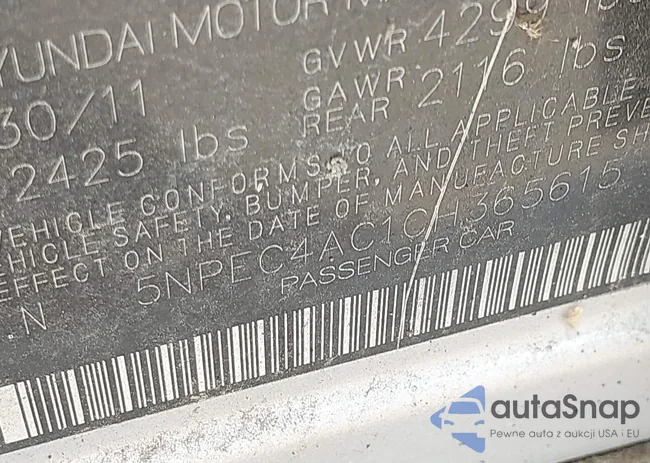 YUNDAI MOTOR M
30/11 GVWR 4299 lbs
2425 lbs GAWR REAR 2116 lbs
VEHICLE CONFORMS TO ALL APPLICABLE
VEHICLE SAFETY, BUMPER, AND THEFT PREVE
EFFECT ON THE DATE OF MANUFACTURE SH
N 5NPEC4AC1CH365615
PASSENGER CAR
autaSnap
Pewne auta z aukcji USA i EU